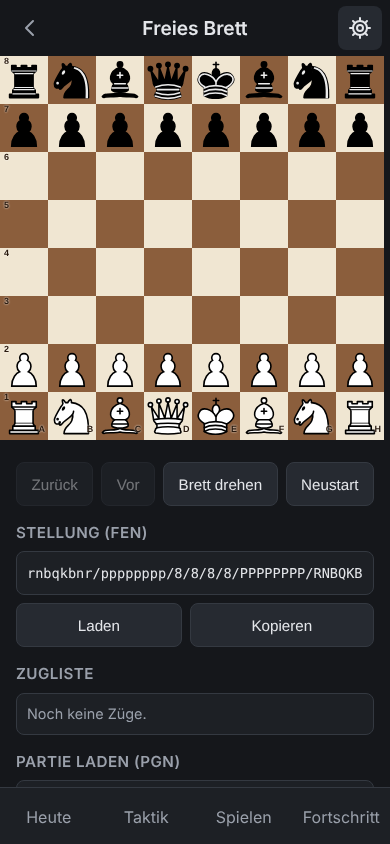 Freies Brett
8
7
6
5
4
3
2
1
A B C D E F G H
Zurück Vor Brett drehen Neustart
STELLUNG (FEN)
rnbqkbnr/pppppppp/8/8/8/8/PPPPPPPP/RNBQKB
Laden Kopieren
ZUGLISTE
Noch keine Züge.
PARTIE LADEN (PGN)
Heute Taktik Spielen Fortschritt